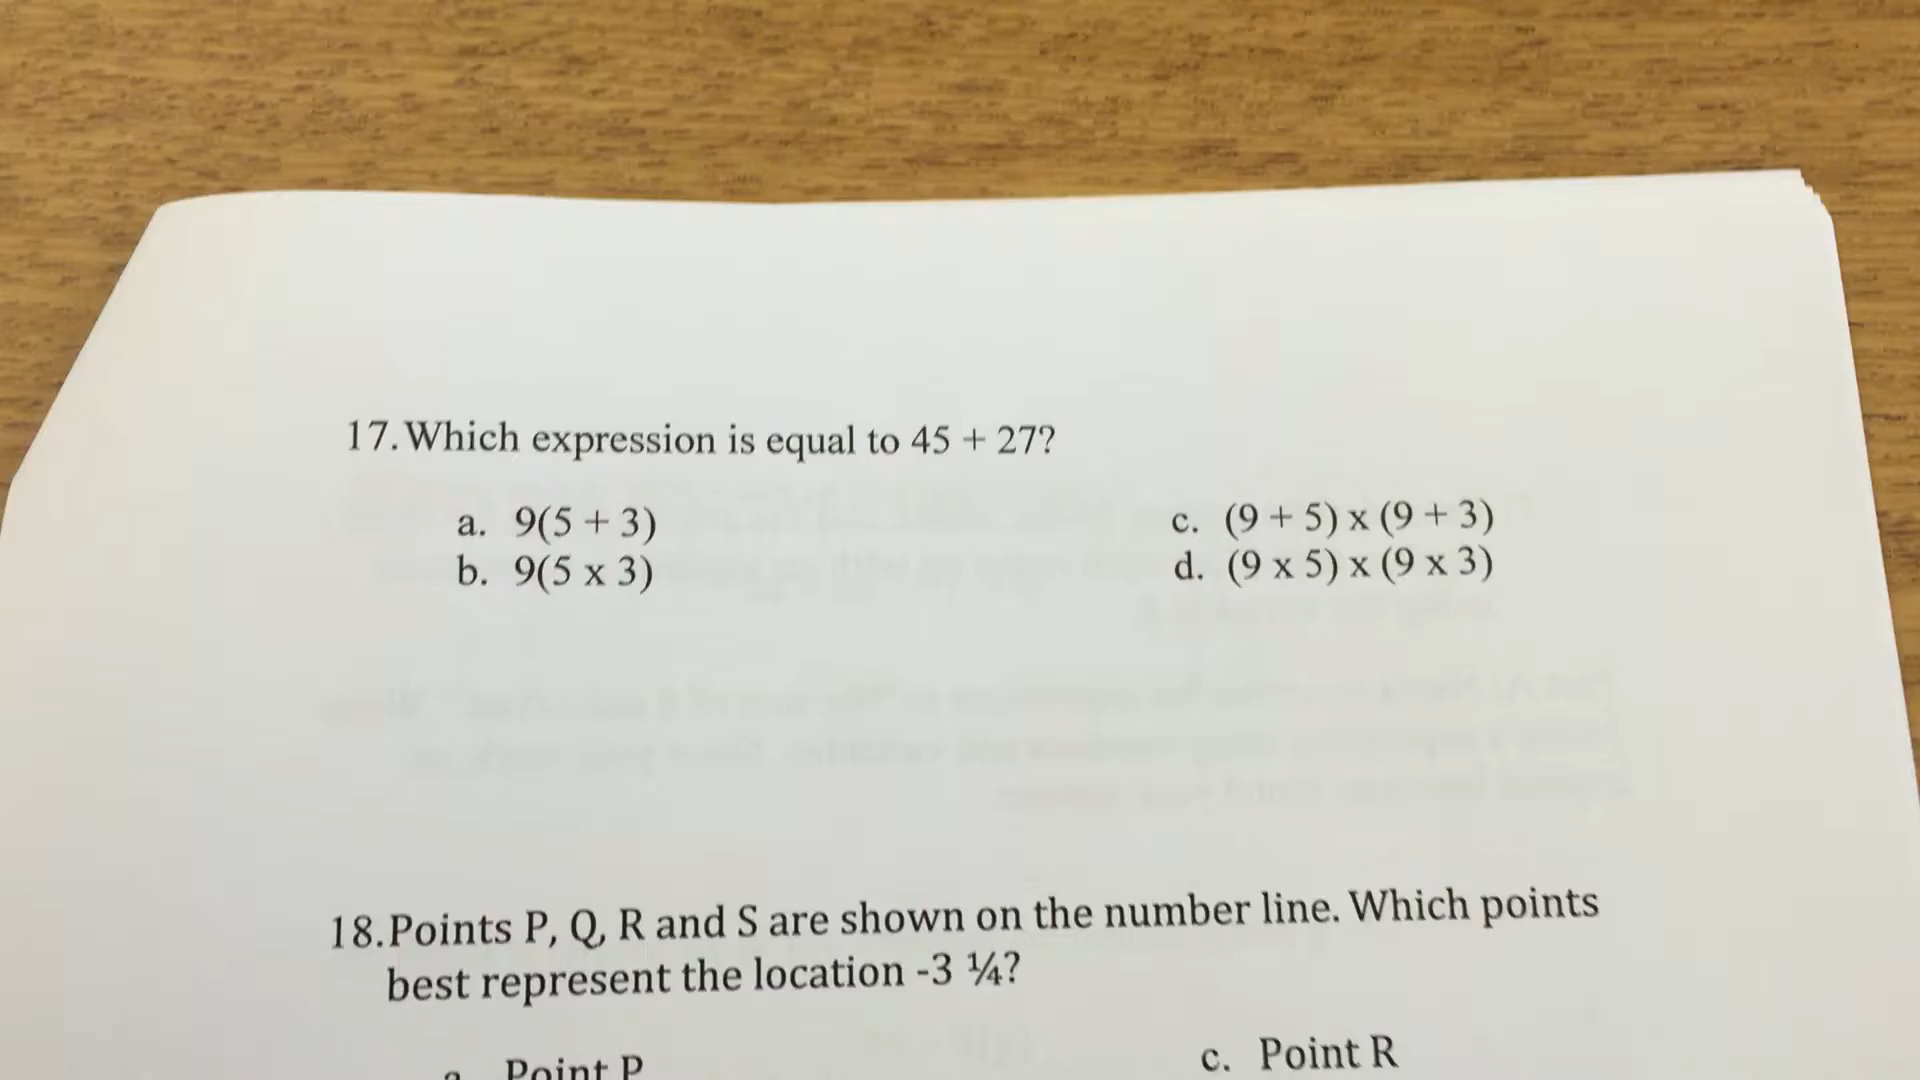 17. Which expression is equal to 45 + 27?
a. 9(5 + 3)
b. 9(5 x 3)
c. (9 + 5) x (9 + 3)
d. (9 x 5) x (9 x 3)
18. Points P, Q, R and S are shown on the number line. Which points
best represent the location -3 ¼?
a. Point P
c. Point R